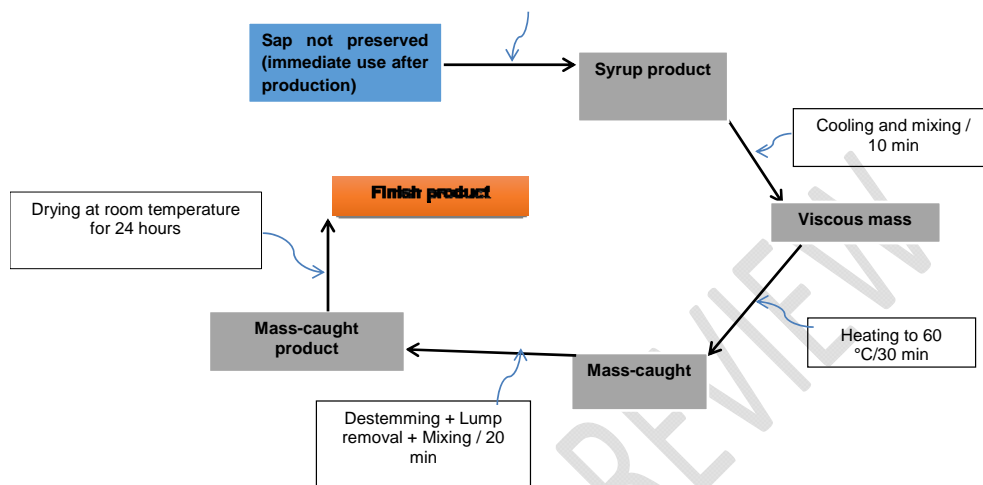 Sap not preserved
(immediate use after
production)
Syrup product
Cooling and mixing /
10 min
Finish product
Drying at room temperature
for 24 hours
Viscous mass
Mass-caught
product
Heating to 60
°C/30 min
Mass-caught
Destemming + Lump
removal + Mixing / 20
min
REVIEW